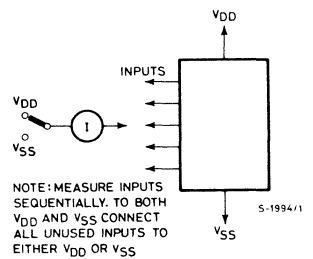 VDD
INPUTS
VDD
I
VSS
NOTE: MEASURE INPUTS
SEQUENTIALLY. TO BOTH
VDD AND VSS CONNECT
ALL UNUSED INPUTS TO
EITHER VDD OR VSS
S-1994/1
VSS